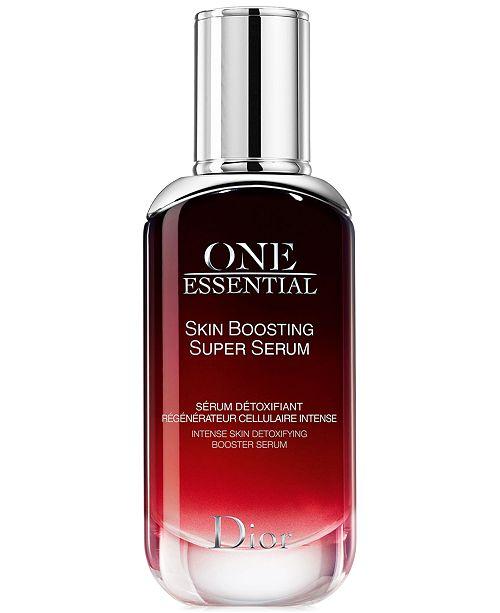 ONE
ESSENTIAL
SKIN BOOSTING
SUPER SERUM
SÉRUM DÉTOXIFIANT
RÉGÉNÉRATEUR CELLULAIRE INTENSE
INTENSE SKIN DETOXIFYING
BOOSTER SERUM
Dior